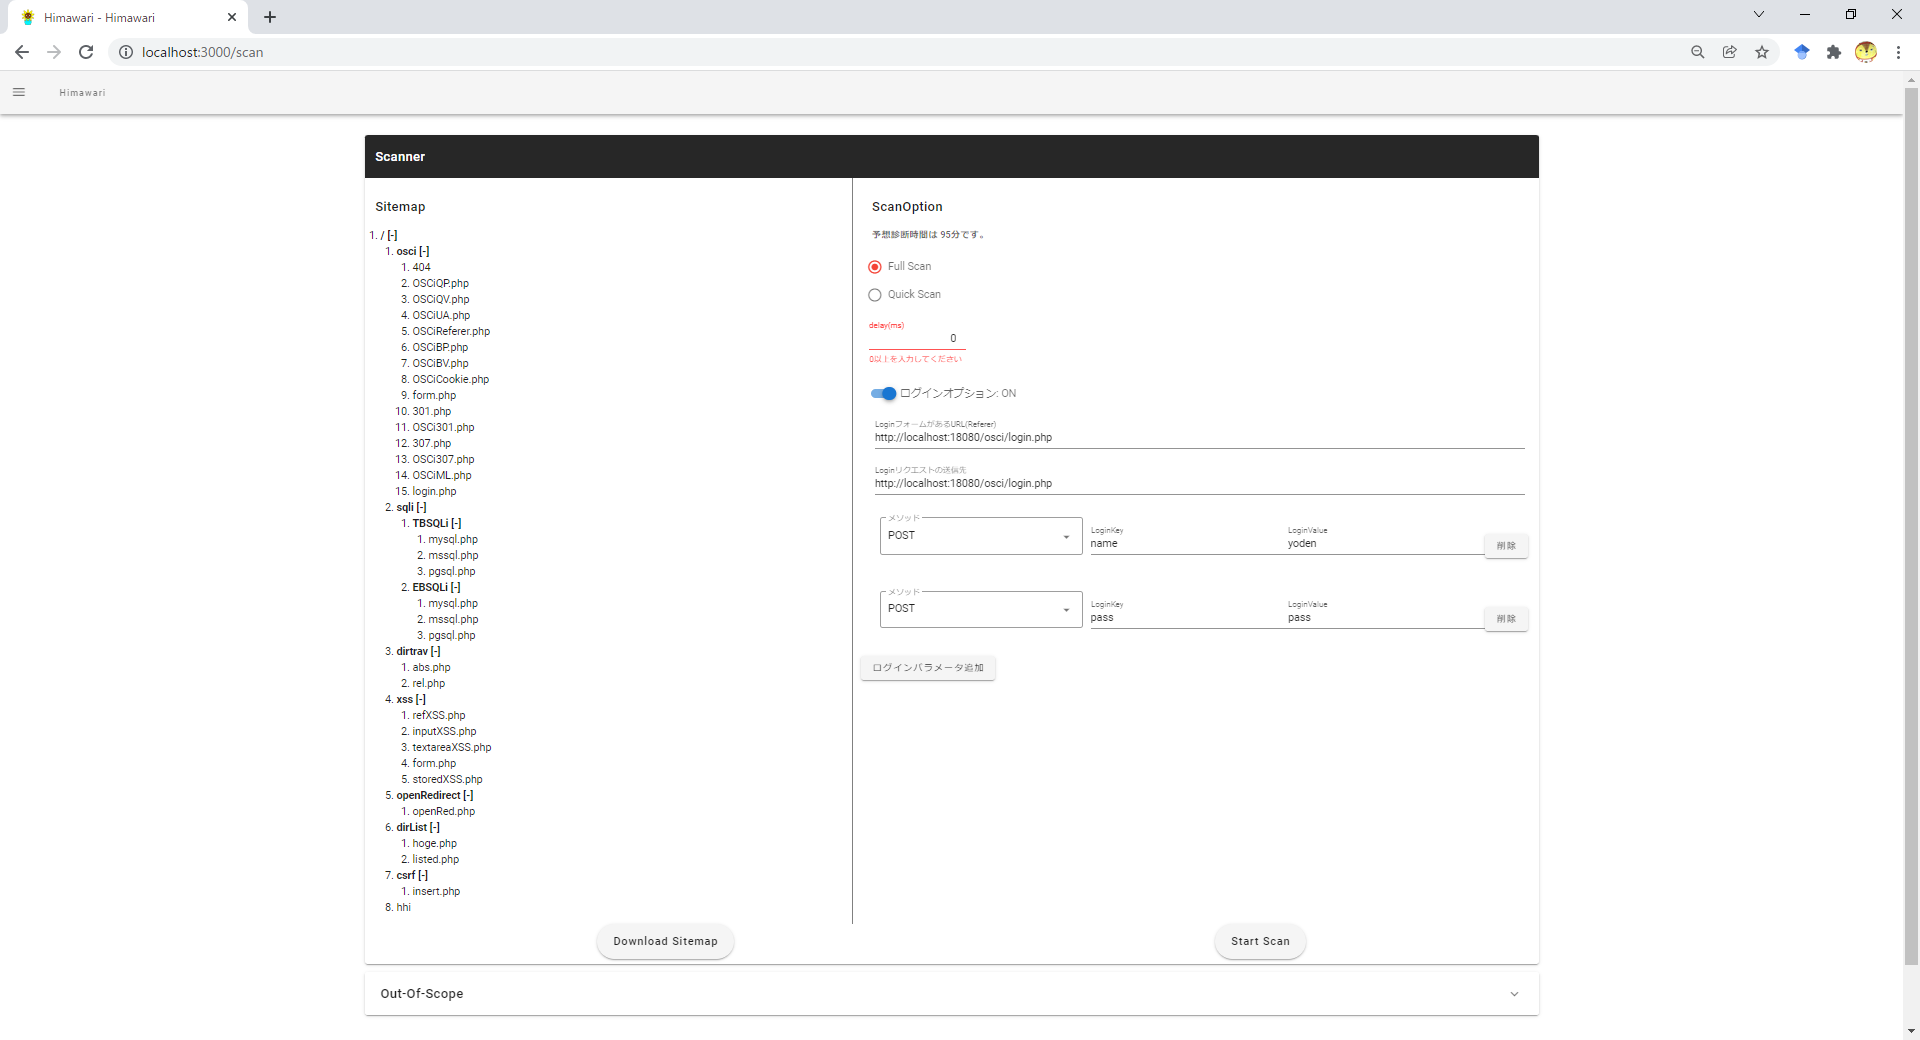 Himawari - Himawari
localhost:3000/scan
Himawari
Scanner
Sitemap
1. / [-]
1. osci [-]
1. 404
2. OSCiQP.php
3. OSCiQV.php
4. OSCiUA.php
5. OSCiReferer.php
6. OSCiBP.php
7. OSCiBV.php
8. OSCiCookie.php
9. form.php
10. 301.php
11. OSCi301.php
12. 307.php
13. OSCi307.php
14. OSCiML.php
15. login.php
2. sqli [-]
1. TBSQLi [-]
1. mysql.php
2. mssql.php
3. pgsql.php
2. EBSQLi [-]
1. mysql.php
2. mssql.php
3. pgsql.php
3. dirtrav [-]
1. abs.php
2. rel.php
4. xss [-]
1. refXSS.php
2. inputXSS.php
3. textareaXSS.php
4. form.php
5. storedXSS.php
5. openRedirect [-]
1. openRed.php
6. dirList [-]
1. hoge.php
2. listed.php
7. csrf [-]
1. insert.php
8. hhi
Download Sitemap
ScanOption
予想診断時間は 95分です。
Full Scan
Quick Scan
delay(ms)
0
0以上を入力してください
ログインオプション: ON
LoginフォームがあるURL(Referer)
http://localhost:18080/osci/login.php
Loginリクエストの送信先
http://localhost:18080/osci/login.php
メソッド LoginKey LoginValue
POST name yoden 削除
メソッド LoginKey LoginValue
POST pass pass 削除
ログインパラメータ追加
Start Scan
Out-Of-Scope